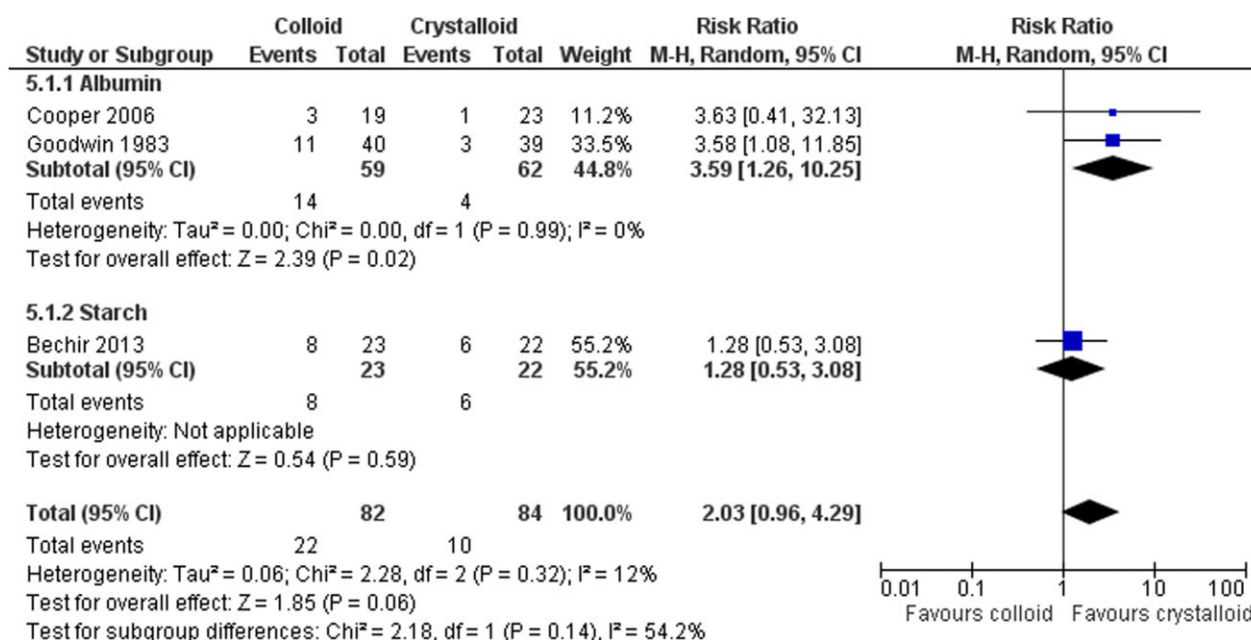 Colloid Crystalloid Risk Ratio Risk Ratio
Study or Subgroup Events Total Events Total Weight M-H, Random, 95% CI M-H, Random, 95% CI
5.1.1 Albumin
Cooper 2006 3 19 1 23 11.2% 3.63 [0.41, 32.13]
Goodwin 1983 11 40 3 39 33.5% 3.58 [1.08, 11.85]
Subtotal (95% CI) 59 62 44.8% 3.59 [1.26, 10.25]
Total events 14 4
Heterogeneity: Tau² = 0.00; Chi² = 0.00, df = 1 (P = 0.99); I² = 0%
Test for overall effect: Z = 2.39 (P = 0.02)
5.1.2 Starch
Bechir 2013 8 23 6 22 55.2% 1.28 [0.53, 3.08]
Subtotal (95% CI) 23 22 55.2% 1.28 [0.53, 3.08]
Total events 8 6
Heterogeneity: Not applicable
Test for overall effect: Z = 0.54 (P = 0.59)
Total (95% CI) 82 84 100.0% 2.03 [0.96, 4.29]
Total events 22 10
Heterogeneity: Tau² = 0.06; Chi² = 2.28, df = 2 (P = 0.32); I² = 12%
Test for overall effect: Z = 1.85 (P = 0.06)
Test for subgroup differences: Chi² = 2.18, df = 1 (P = 0.14), I² = 54.2%
0.01 0.1 1 10 100
Favours colloid Favours crystalloid